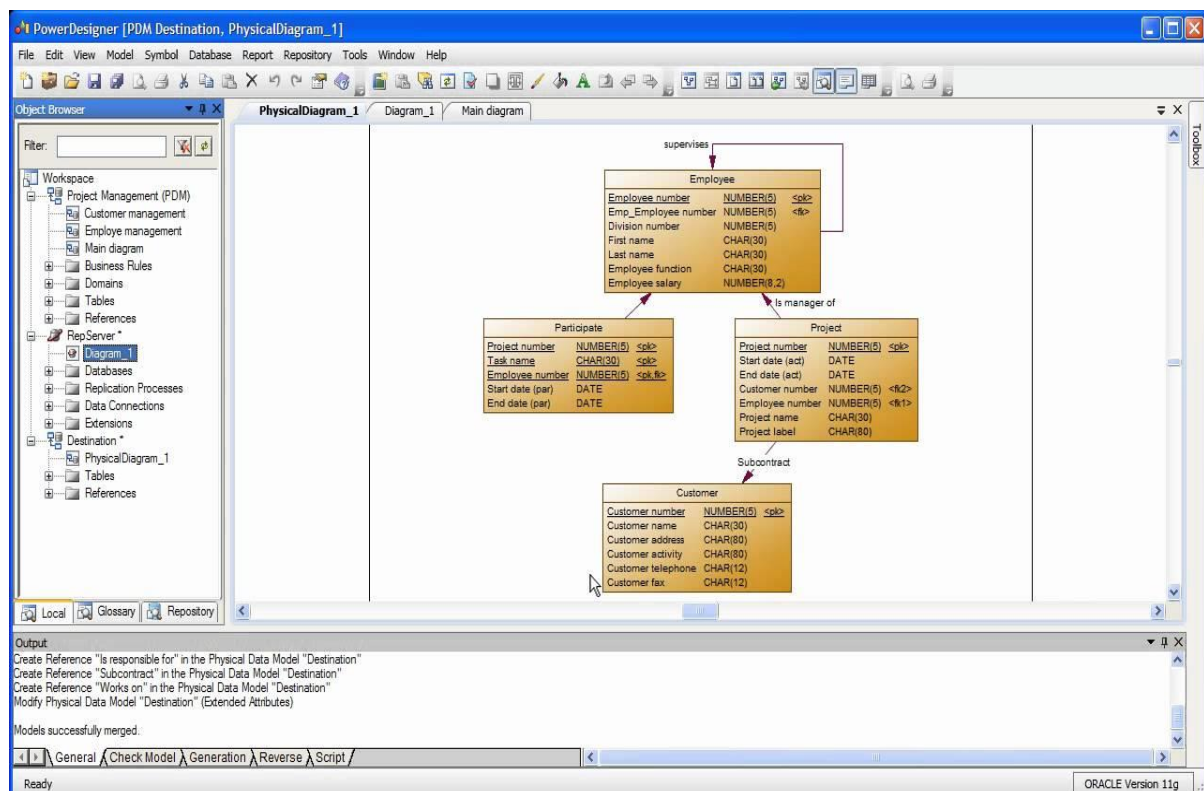 PowerDesigner [PDM Destination, PhysicalDiagram_1]
File Edit View Model Symbol Database Report Repository Tools Window Help
Object Browser
PhysicalDiagram_1 Diagram_1 Main diagram
Toolbox
Filter:
Workspace
Project Management (PDM)
Customer management
Employe management
Main diagram
Business Rules
Domains
Tables
References
RepServer *
Diagram_1
Databases
Replication Processes
Data Connections
Extensions
Destination *
PhysicalDiagram_1
Tables
References
Local Glossary Repository
supervises
Employee
Employee number NUMBER(5) <pk>
Emp_Employee number NUMBER(5) <fk>
Division number NUMBER(5)
First name CHAR(30)
Last name CHAR(30)
Employee function CHAR(30)
Employee salary NUMBER(8,2)
Is manager of
Participate
Project number NUMBER(5) <pk>
Task name CHAR(30) <pk>
Employee number NUMBER(5) <pk,fk>
Start date (par) DATE
End date (par) DATE
Project
Project number NUMBER(5) <pk>
Start date (act) DATE
End date (act) DATE
Customer number NUMBER(5) <fk2>
Employee number NUMBER(5) <fk1>
Project name CHAR(30)
Project label CHAR(80)
Subcontract
Customer
Customer number NUMBER(5) <pk>
Customer name CHAR(30)
Customer address CHAR(80)
Customer activity CHAR(80)
Customer telephone CHAR(12)
Customer fax CHAR(12)
Output
Create Reference "Is responsible for" in the Physical Data Model "Destination"
Create Reference "Subcontract" in the Physical Data Model "Destination"
Create Reference "Works on" in the Physical Data Model "Destination"
Modify Physical Data Model "Destination" (Extended Attributes)
Models successfully merged.
General Check Model Generation Reverse Script
Ready
ORACLE Version 11g